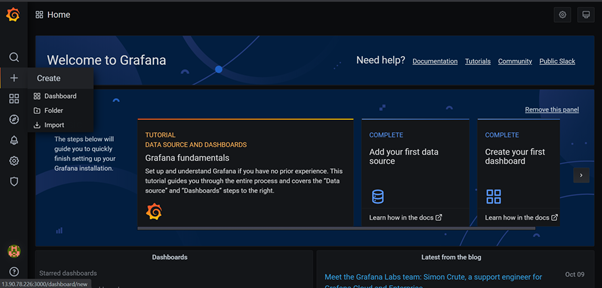 Home
Welcome to Grafana
Need help?
Documentation
Tutorials
Community
Public Slack
Create
Dashboard
Folder
Import
Remove this panel
The steps below will
guide you to quickly
finish setting up your
Grafana installation.
TUTORIAL
DATA SOURCE AND DASHBOARDS
Grafana fundamentals
Set up and understand Grafana if you have no prior experience. This
tutorial guides you through the entire process and covers the “Data
source” and “Dashboards” steps to the right.
COMPLETE
Add your first data
source
Learn how in the docs
COMPLETE
Create your first
dashboard
Learn how in the docs
Dashboards
Starred dashboards
Latest from the blog
Meet the Grafana Labs team: Simon Crute, a support engineer for
Grafana Cloud and Enterprise
Oct 09
13.90.78.226:3000/dashboard/new